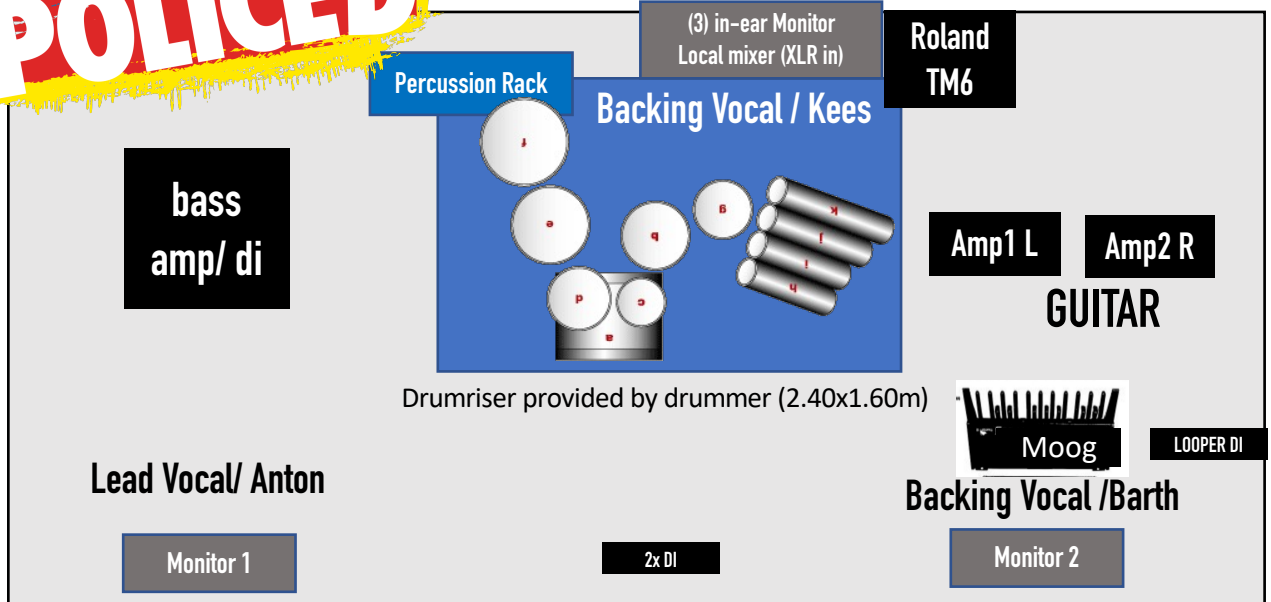 POLICED
(3) in-ear Monitor
Local mixer (XLR in)
Roland
TM6
Percussion Rack
Backing Vocal / Kees
f
e
b
g
k
j
i
h
d
c
a
bass
amp/ di
Amp1 L
Amp2 R
GUITAR
Drumriser provided by drummer (2.40x1.60m)
Moog
LOOPER DI
Lead Vocal/ Anton
Backing Vocal /Barth
Monitor 1
2x DI
Monitor 2